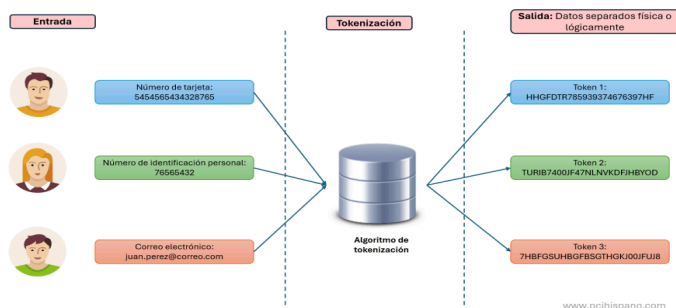 Entrada
Tokenización
Salida: Datos separados física o
lógicamente
Número de tarjeta:
5454565434328765
Token 1:
HHGFDTR785939374676397HF
Número de identificación personal:
76565432
Token 2:
TURIB7400JF47NLNVKDFJHBYOD
Algoritmo de
tokenización
Correo electrónico:
juan.perez@correo.com
Token 3:
7HBFGSUHBGFBSGTHGKJ00JFUJ8
www.pcihispano.com